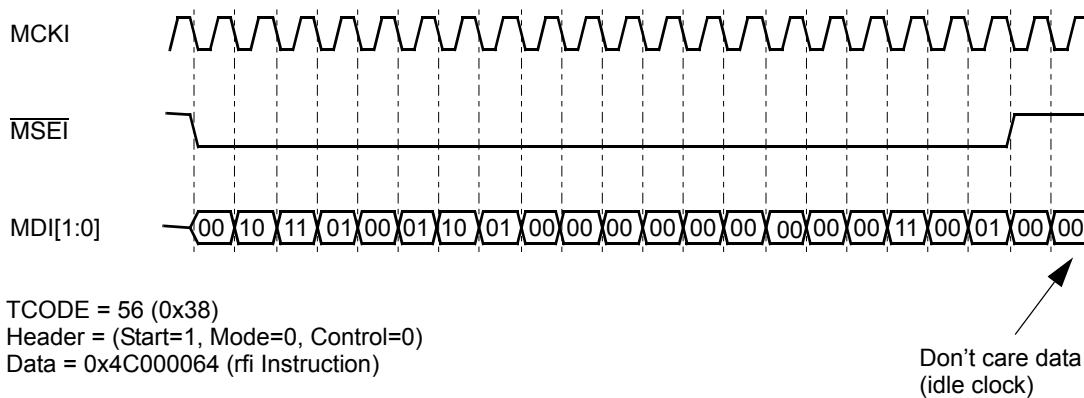 MCKI
MSEI
MDI[1:0] 00 10 11 01 00 01 10 01 00 00 00 00 00 00 00 00 00 11 00 01 00 00
TCODE = 56 (0x38)
Header = (Start=1, Mode=0, Control=0)
Data = 0x4C000064 (rfi Instruction)
Don't care data
(idle clock)